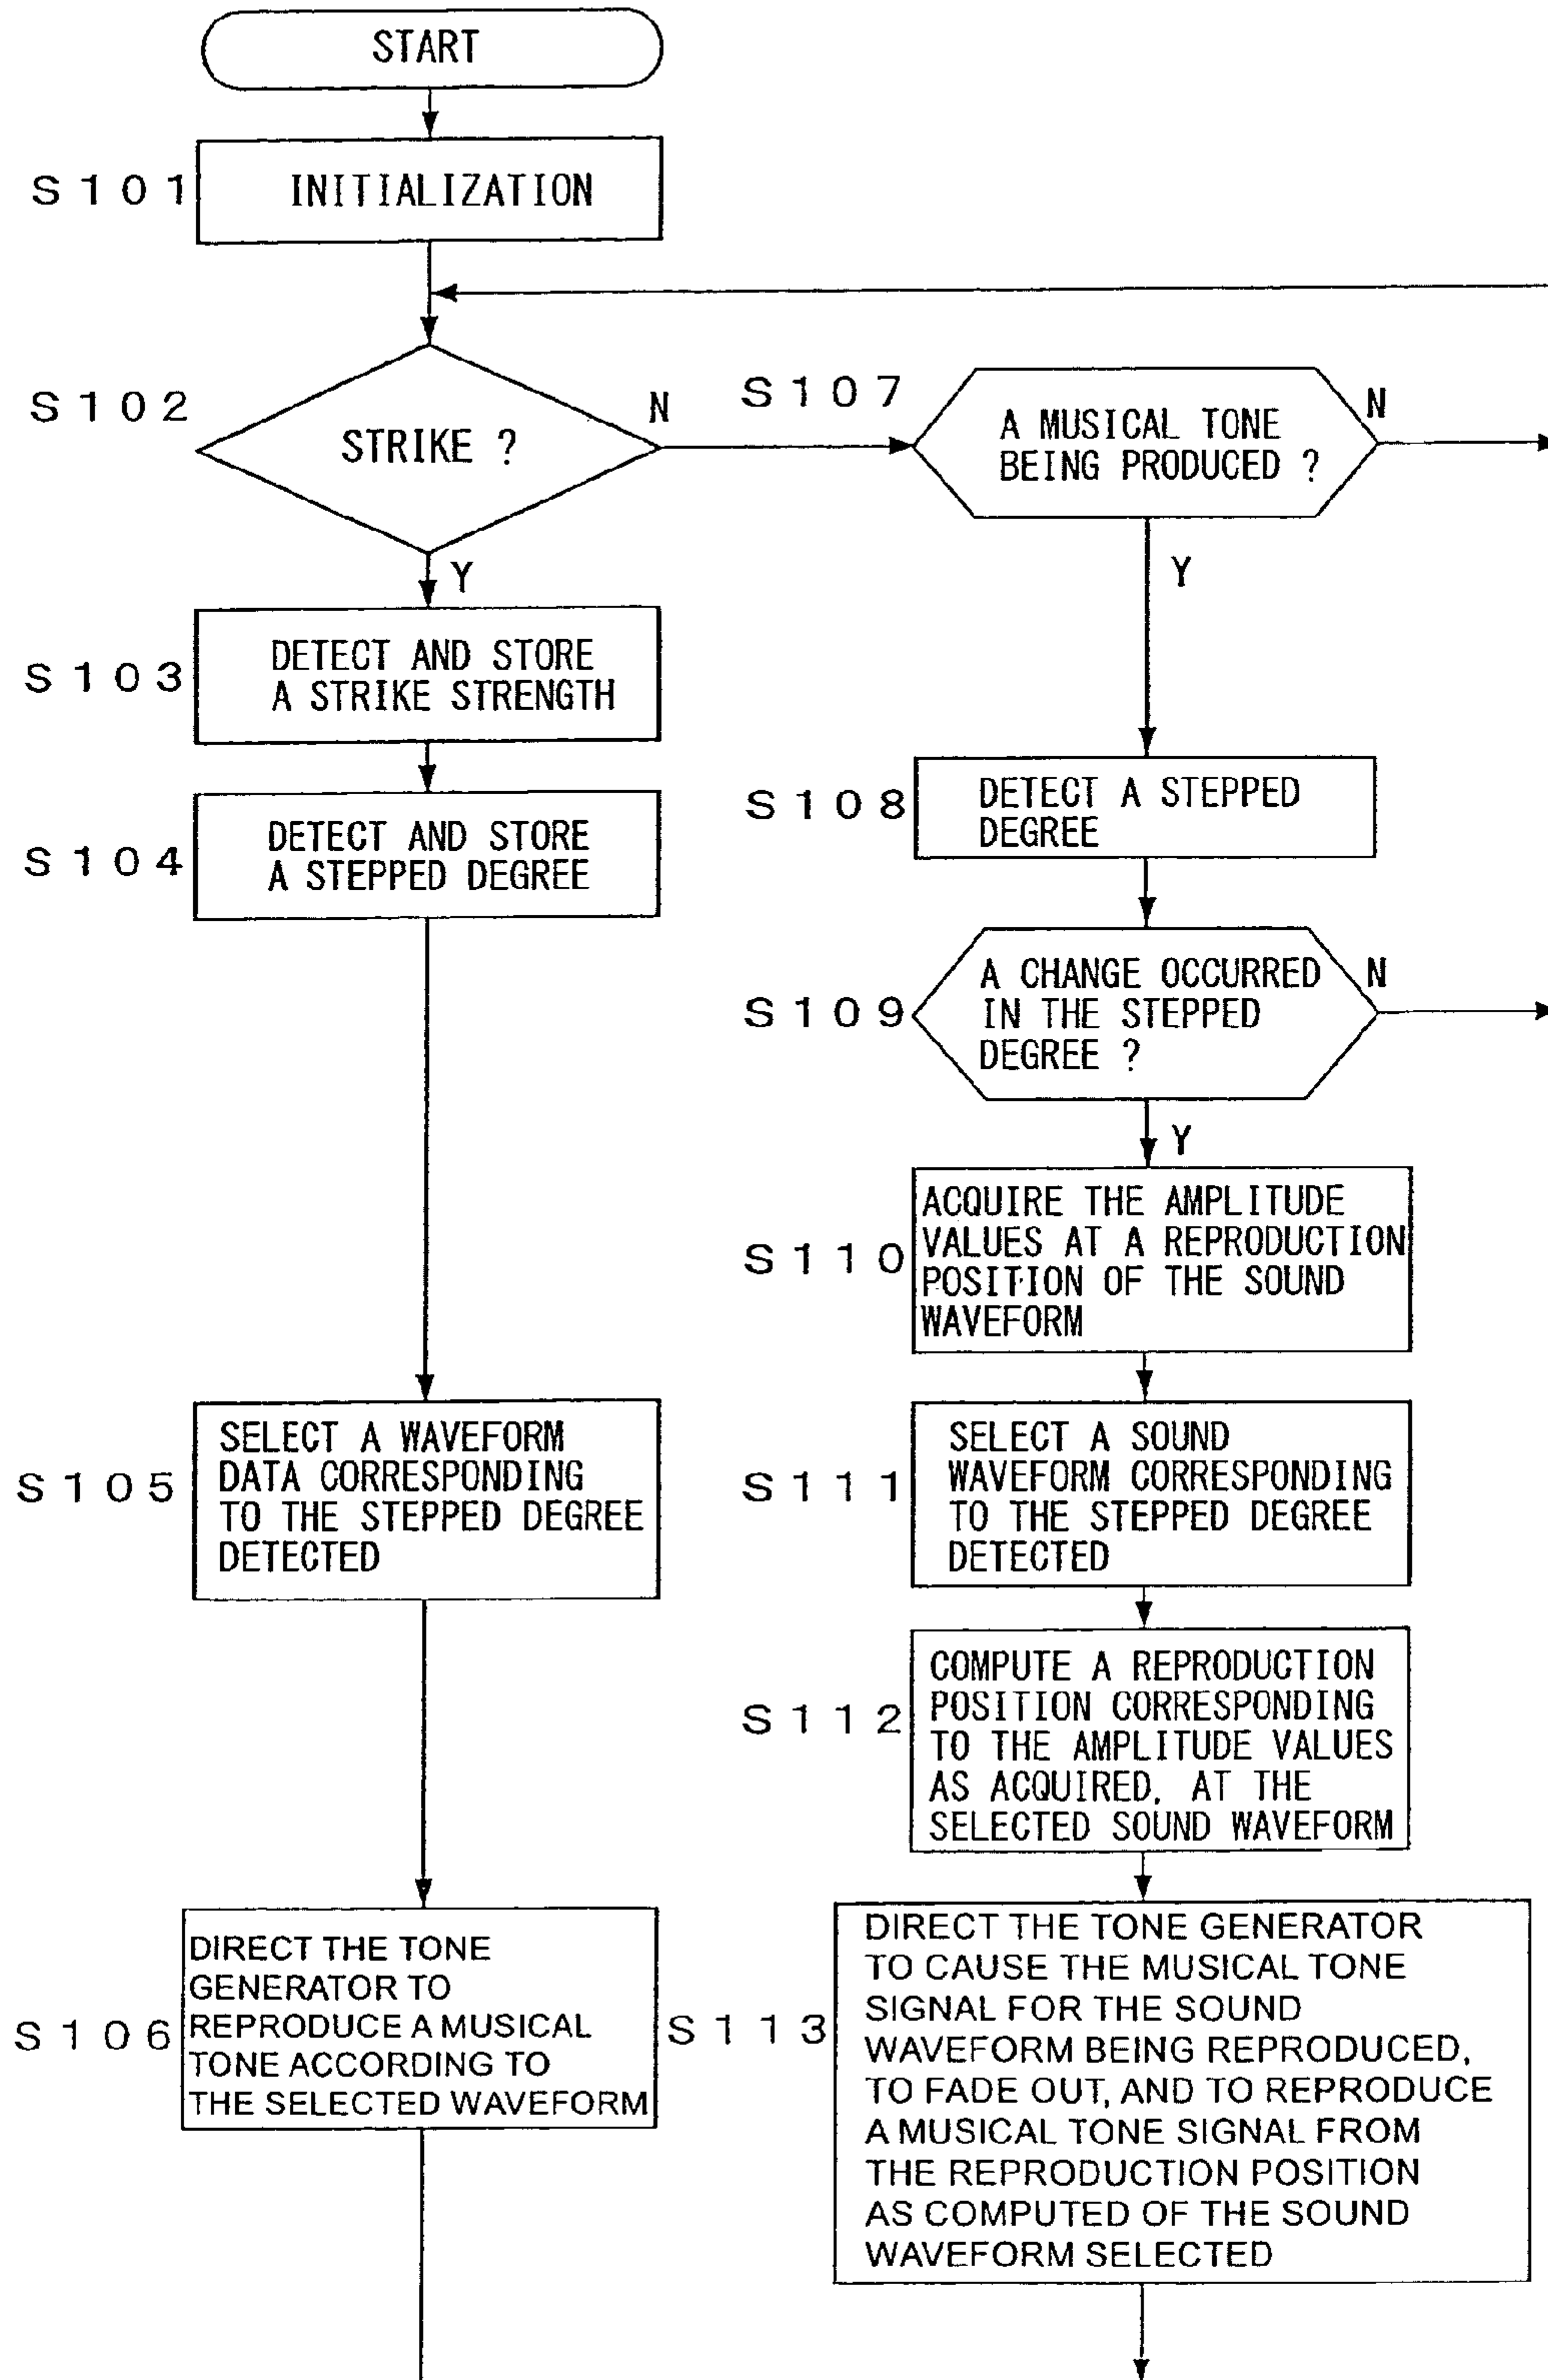 START
S101
INITIALIZATION
S102
STRIKE ?
N
Y
S103
DETECT AND STORE
A STRIKE STRENGTH
S104
DETECT AND STORE
A STEPPED DEGREE
S105
SELECT A WAVEFORM
DATA CORRESPONDING
TO THE STEPPED DEGREE
DETECTED
S106
DIRECT THE TONE
GENERATOR TO
REPRODUCE A MUSICAL
TONE ACCORDING TO
THE SELECTED WAVEFORM
S107
A MUSICAL TONE
BEING PRODUCED ?
N
Y
S108
DETECT A STEPPED
DEGREE
S109
A CHANGE OCCURRED
IN THE STEPPED
DEGREE ?
N
Y
S110
ACQUIRE THE AMPLITUDE
VALUES AT A REPRODUCTION
POSITION OF THE SOUND
WAVEFORM
S111
SELECT A SOUND
WAVEFORM CORRESPONDING
TO THE STEPPED DEGREE
DETECTED
S112
COMPUTE A REPRODUCTION
POSITION CORRESPONDING
TO THE AMPLITUDE VALUES
AS ACQUIRED, AT THE
SELECTED SOUND WAVEFORM
S113
DIRECT THE TONE GENERATOR
TO CAUSE THE MUSICAL TONE
SIGNAL FOR THE SOUND
WAVEFORM BEING REPRODUCED,
TO FADE OUT, AND TO REPRODUCE
A MUSICAL TONE SIGNAL FROM
THE REPRODUCTION POSITION
AS COMPUTED OF THE SOUND
WAVEFORM SELECTED